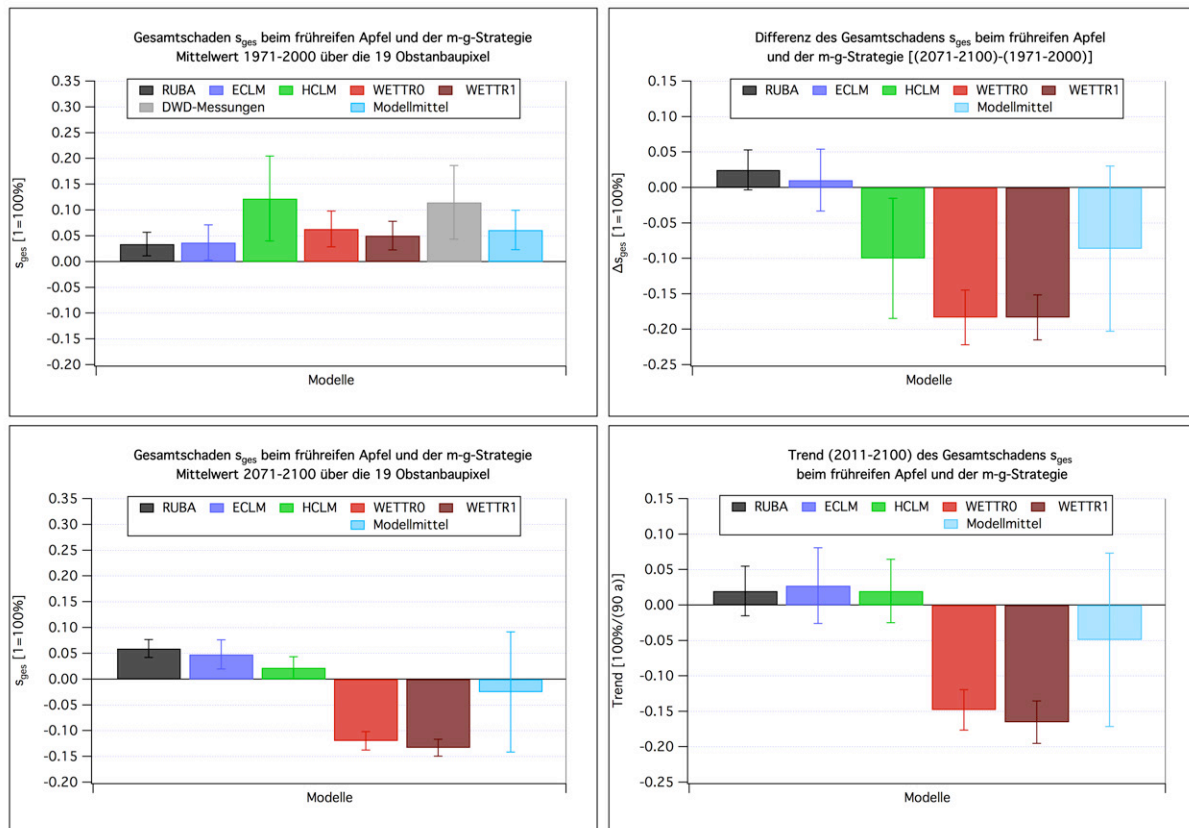 Gesamtschaden sges beim frühreifen Apfel und der m-g-Strategie
Mittelwert 1971-2000 über die 19 Obstanbaupixel
RUBA ECLM HCLM WETTR0 WETTR1
DWD-Messungen Modellmittel
0.35
0.30
0.25
0.20
0.15
0.10
0.05
0.00
-0.05
-0.10
-0.15
-0.20
sges [1=100%]
Modelle
Differenz des Gesamtschadens sges beim frühreifen Apfel
und der m-g-Strategie [(2071-2100)-(1971-2000)]
RUBA ECLM HCLM WETTR0 WETTR1
Modellmittel
0.15
0.10
0.05
0.00
-0.05
-0.10
-0.15
-0.20
-0.25
Δsges [1=100%]
Modelle
Gesamtschaden sges beim frühreifen Apfel und der m-g-Strategie
Mittelwert 2071-2100 über die 19 Obstanbaupixel
RUBA ECLM HCLM WETTR0 WETTR1
Modellmittel
0.35
0.30
0.25
0.20
0.15
0.10
0.05
0.00
-0.05
-0.10
-0.15
-0.20
sges [1=100%]
Modelle
Trend (2011-2100) des Gesamtschadens sges
beim frühreifen Apfel und der m-g-Strategie
RUBA ECLM HCLM WETTR0 WETTR1
Modellmittel
0.15
0.10
0.05
0.00
-0.05
-0.10
-0.15
-0.20
-0.25
Trend [100%/(90 a)]
Modelle